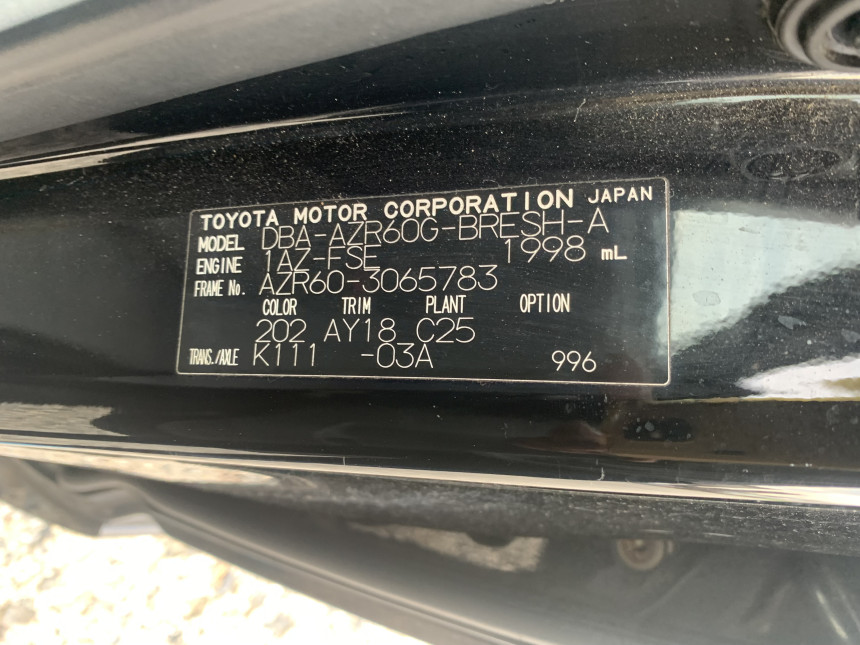 TOYOTA MOTOR CORPORATION JAPAN
MODEL DBA-AZR60G-BRESH-A
ENGINE 1AZ-FSE 1998 mL
FRAME No. AZR60-3065783
COLOR TRIM PLANT OPTION
202 AY18 C25
TRANS./AXLE K111 -03A 996